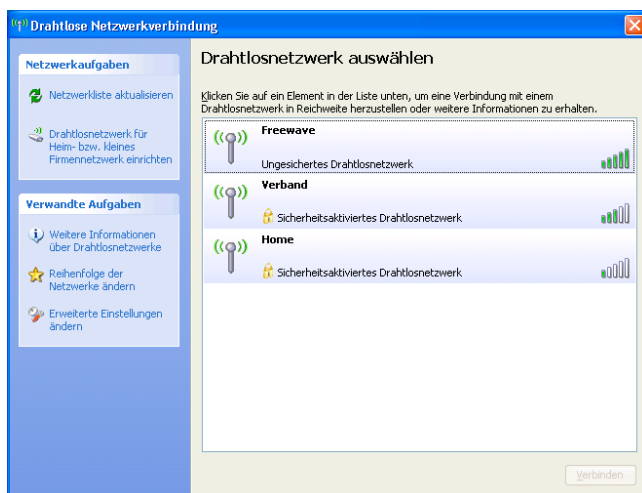 Drahtlose Netzwerkverbindung
Netzwerkaufgaben
Netzwerkliste aktualisieren
Drahtlosnetzwerk für
Heim- bzw. kleines
Firmennetzwerk einrichten
Verwandte Aufgaben
Weitere Informationen
über Drahtlosnetzwerke
Reihenfolge der
Netzwerke ändern
Erweiterte Einstellungen
ändern
Drahtlosnetzwerk auswählen
Klicken Sie auf ein Element in der Liste unten, um eine Verbindung mit einem
Drahtlosnetzwerk in Reichweite herzustellen oder weitere Informationen zu erhalten.
Freewave
Ungesichertes Drahtlosnetzwerk
Verband
Sicherheitsaktiviertes Drahtlosnetzwerk
Home
Sicherheitsaktiviertes Drahtlosnetzwerk
Verbinden